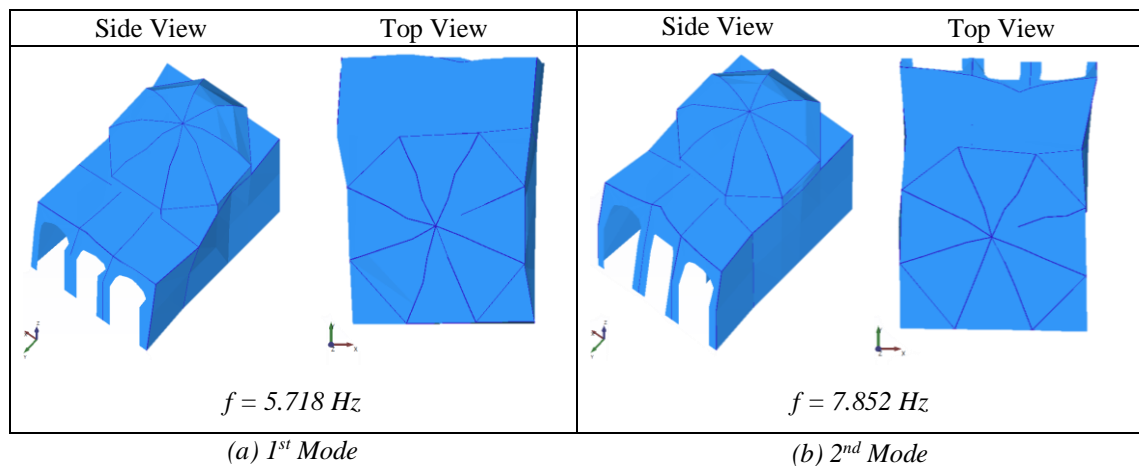 Side View Top View Side View Top View
f = 5.718 Hz f = 7.852 Hz
(a) 1st Mode (b) 2nd Mode